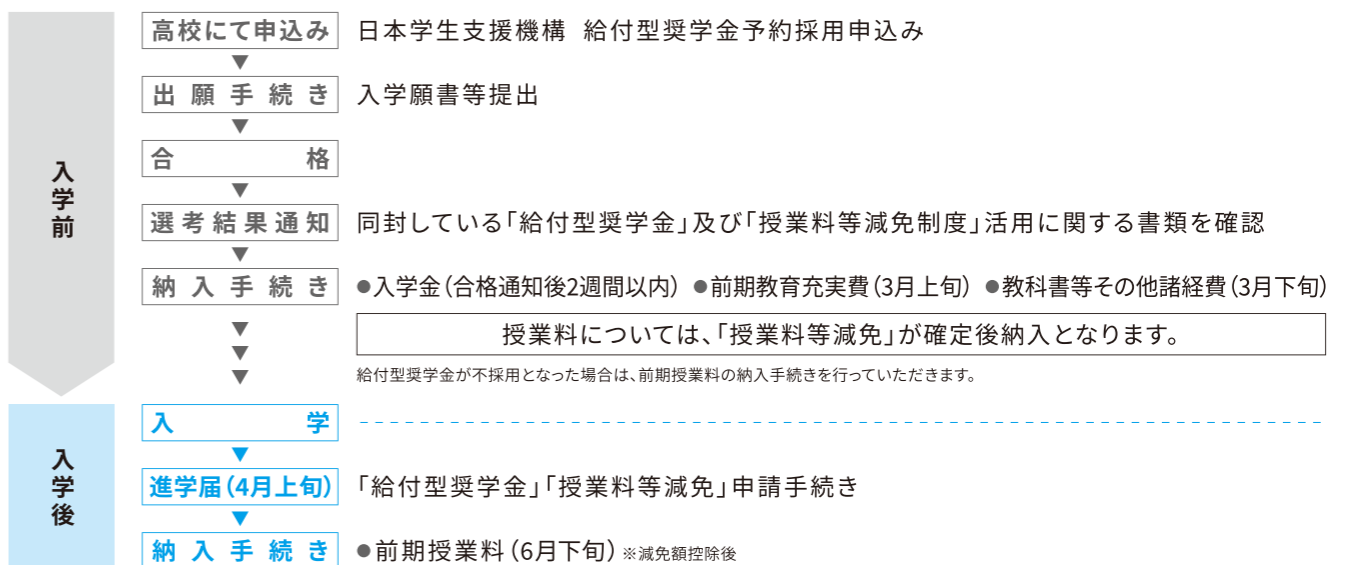 入学前
高校にて申込み 日本学生支援機構 給付型奨学金予約採用申込み
▼
出願手続き 入学願書等提出
▼
合格
▼
選考結果通知 同封している「給付型奨学金」及び「授業料等減免制度」活用に関する書類を確認
▼
納入手続き ●入学金(合格通知後2週間以内) ●前期教育充実費(3月上旬) ●教科書等その他諸経費(3月下旬)
▼
授業料については、「授業料等減免」が確定後納入となります。
▼
▼
給付型奨学金が不採用となった場合は、前期授業料の納入手続きを行っていただきます。
入学後
入学
▼
進学届(4月上旬) 「給付型奨学金」「授業料等減免」申請手続き
▼
納入手続き ●前期授業料(6月下旬)※減免額控除後